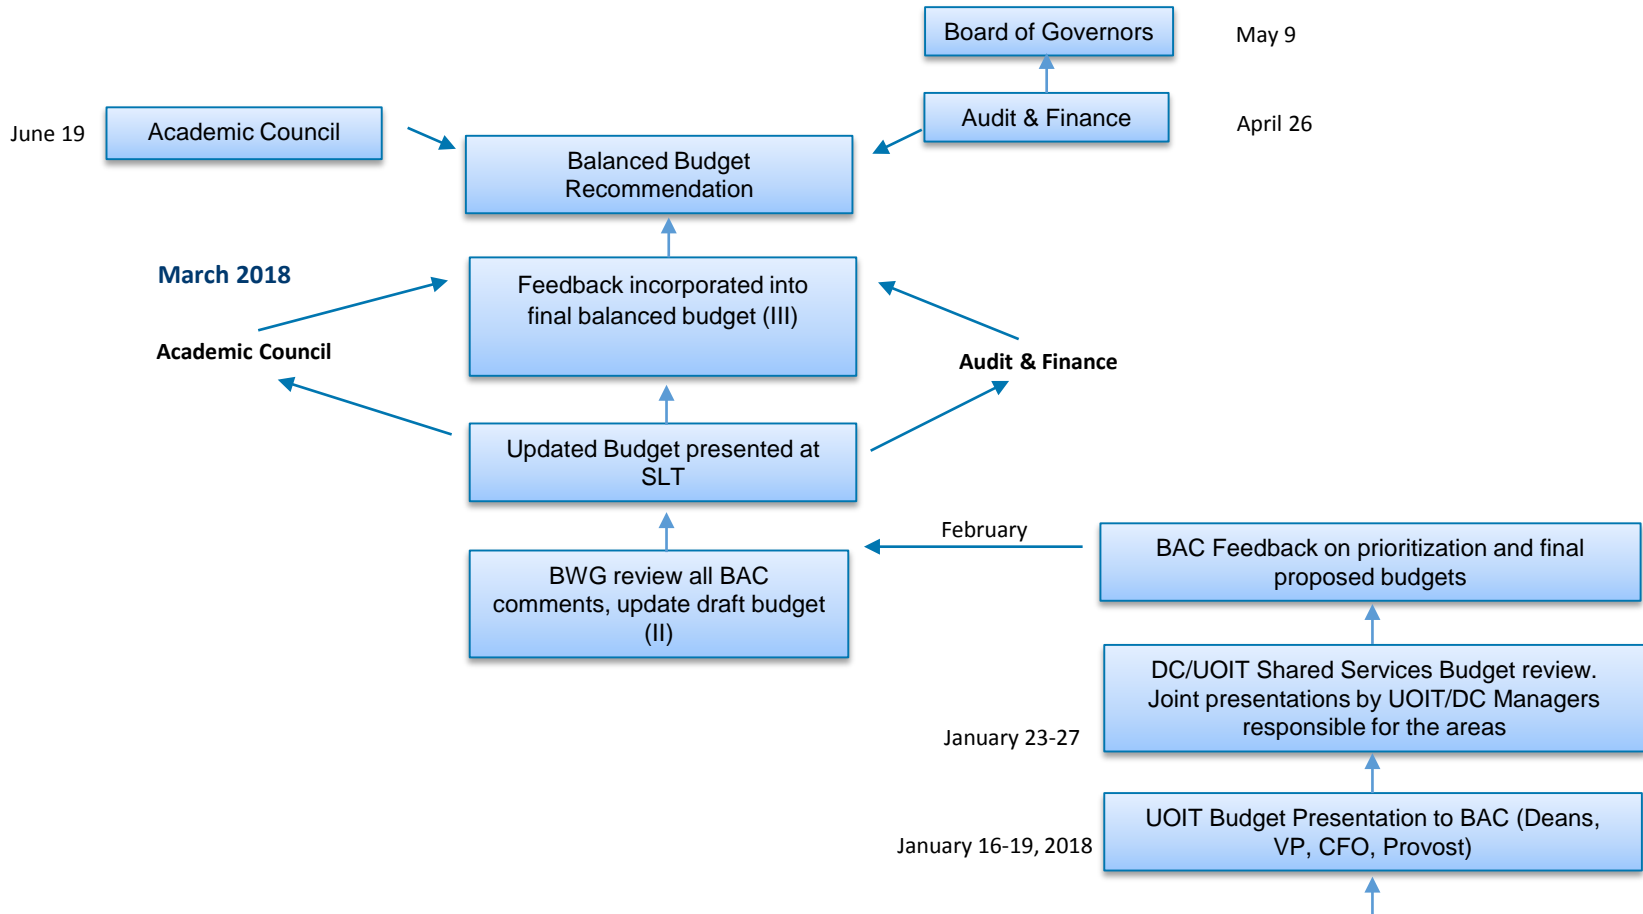 Board of Governors
May 9
June 19
Academic Council
Audit & Finance
April 26
Balanced Budget
Recommendation
March 2018
Feedback incorporated into
final balanced budget (III)
Academic Council
Audit & Finance
Updated Budget presented at
SLT
February
BWG review all BAC
comments, update draft budget
(II)
BAC Feedback on prioritization and final
proposed budgets
DC/UOIT Shared Services Budget review.
Joint presentations by UOIT/DC Managers
responsible for the areas
January 23-27
UOIT Budget Presentation to BAC (Deans,
VP, CFO, Provost)
January 16-19, 2018